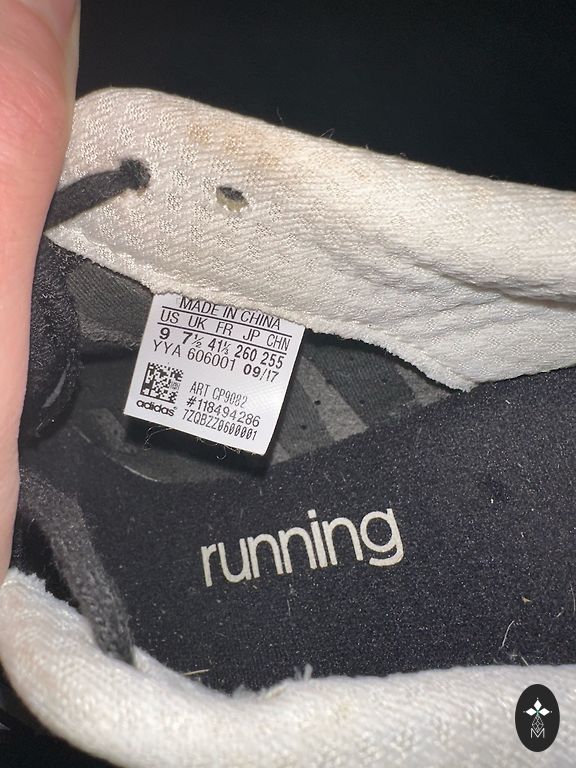 MADE IN CHINA
US UK FR JP CHN
9 7½ 41⅓ 260 255
YYA 606001 09/17
ART CP9082
#118494286
7ZQBZZ0600001
adidas
running
M